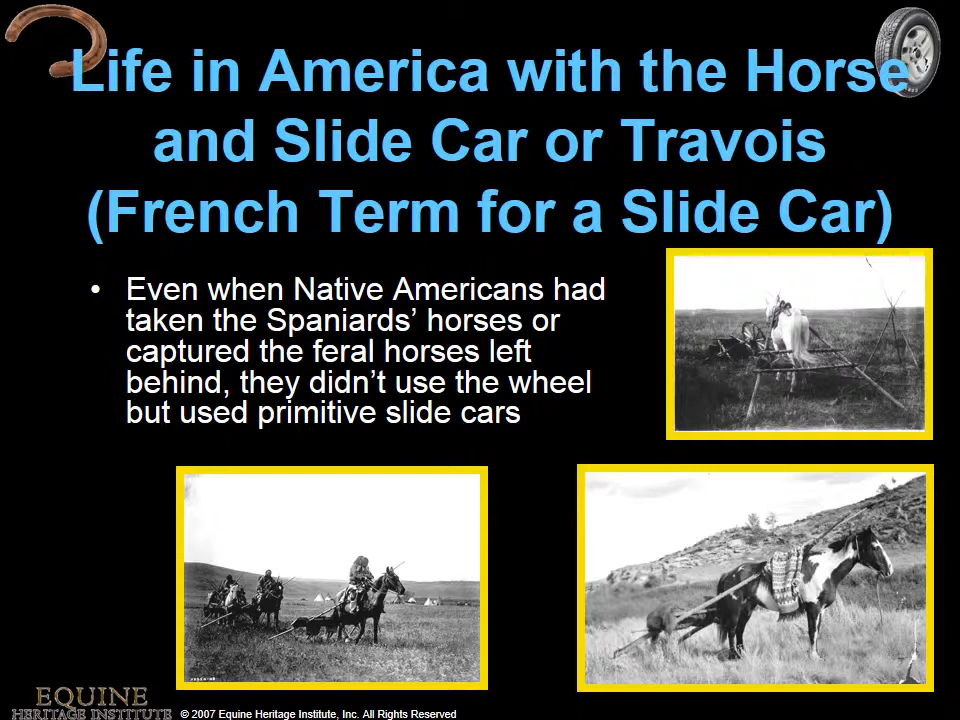 Life in America with the Horse
and Slide Car or Travois
(French Term for a Slide Car)
• Even when Native Americans had
taken the Spaniards’ horses or
captured the feral horses left
behind, they didn’t use the wheel
but used primitive slide cars
EQUINE
HERITAGE INSTITUTE
© 2007 Equine Heritage Institute, Inc. All Rights Reserved